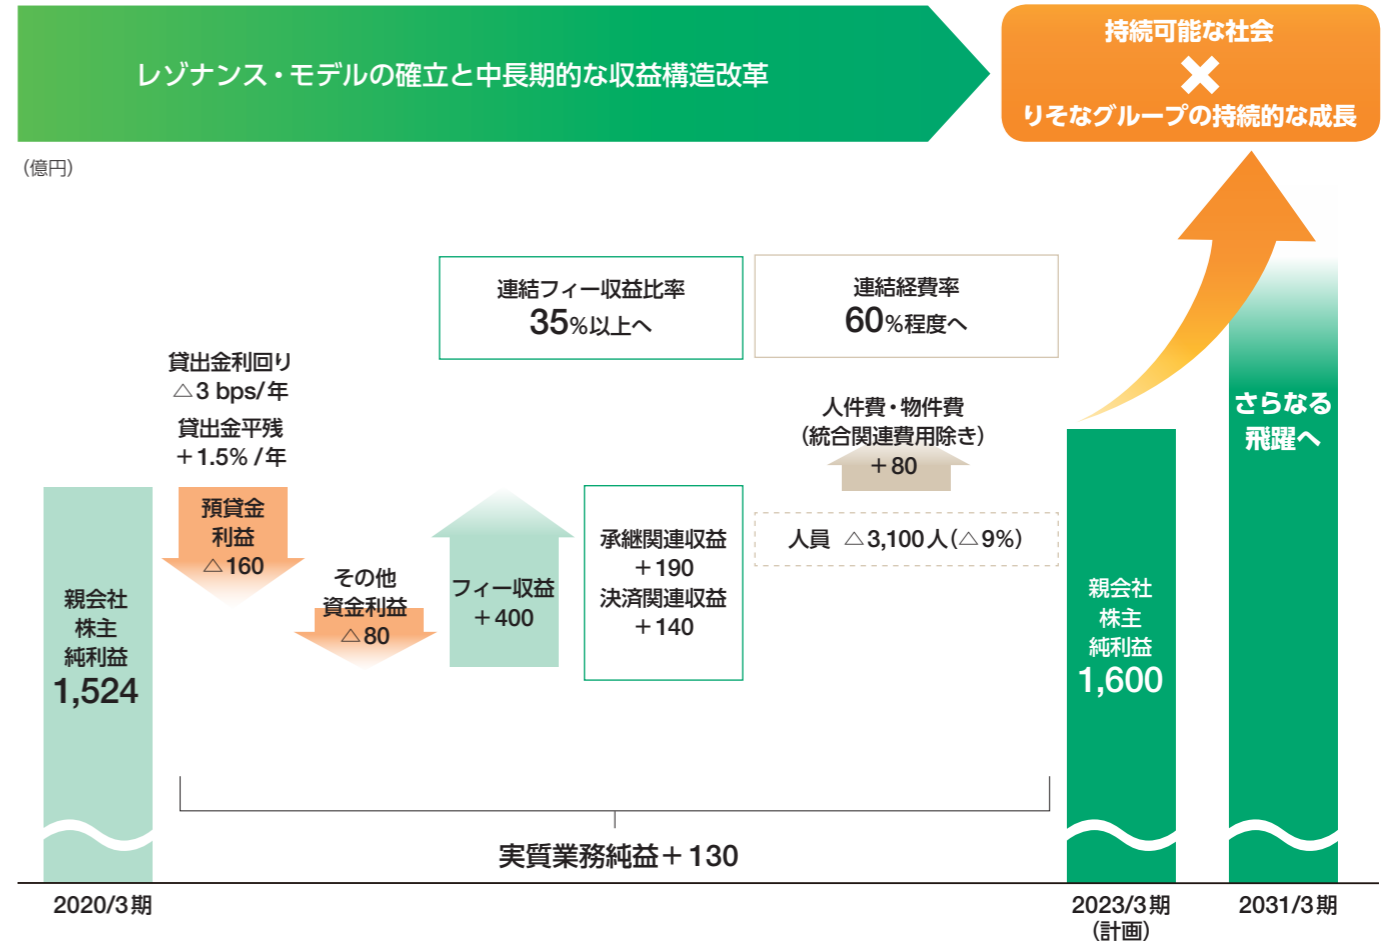 レゾナンス・モデルの確立と中長期的な収益構造改革
持続可能な社会
×
りそなグループの持続的な成長
(億円)
連結フィー収益比率
35%以上へ
連結経費率
60%程度へ
貸出金利回り
△3 bps/年
貸出金平残
+1.5% /年
預貸金
利益
△160
その他
資金利益
△80
フィー収益
+400
承継関連収益
+190
決済関連収益
+140
人件費・物件費
(統合関連費用除き)
+80
人員 △3,100人(△9%)
親会社
株主
純利益
1,524
親会社
株主
純利益
1,600
さらなる
飛躍へ
実質業務純益+130
2020/3期
2023/3期
(計画)
2031/3期